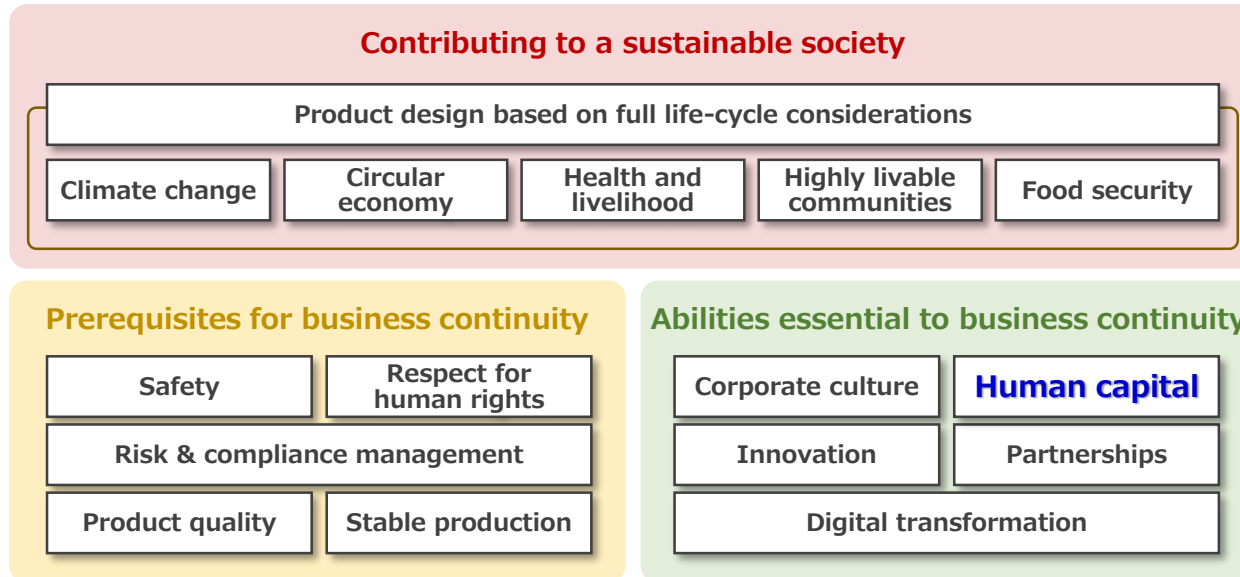 Contributing to a sustainable society
Product design based on full life-cycle considerations
Climate change
Circular
economy
Health and
livelihood
Highly livable
communities
Food security
Prerequisites for business continuity
Safety
Respect for
human rights
Risk & compliance management
Product quality
Stable production
Abilities essential to business continuity
Corporate culture
Human capital
Innovation
Partnerships
Digital transformation